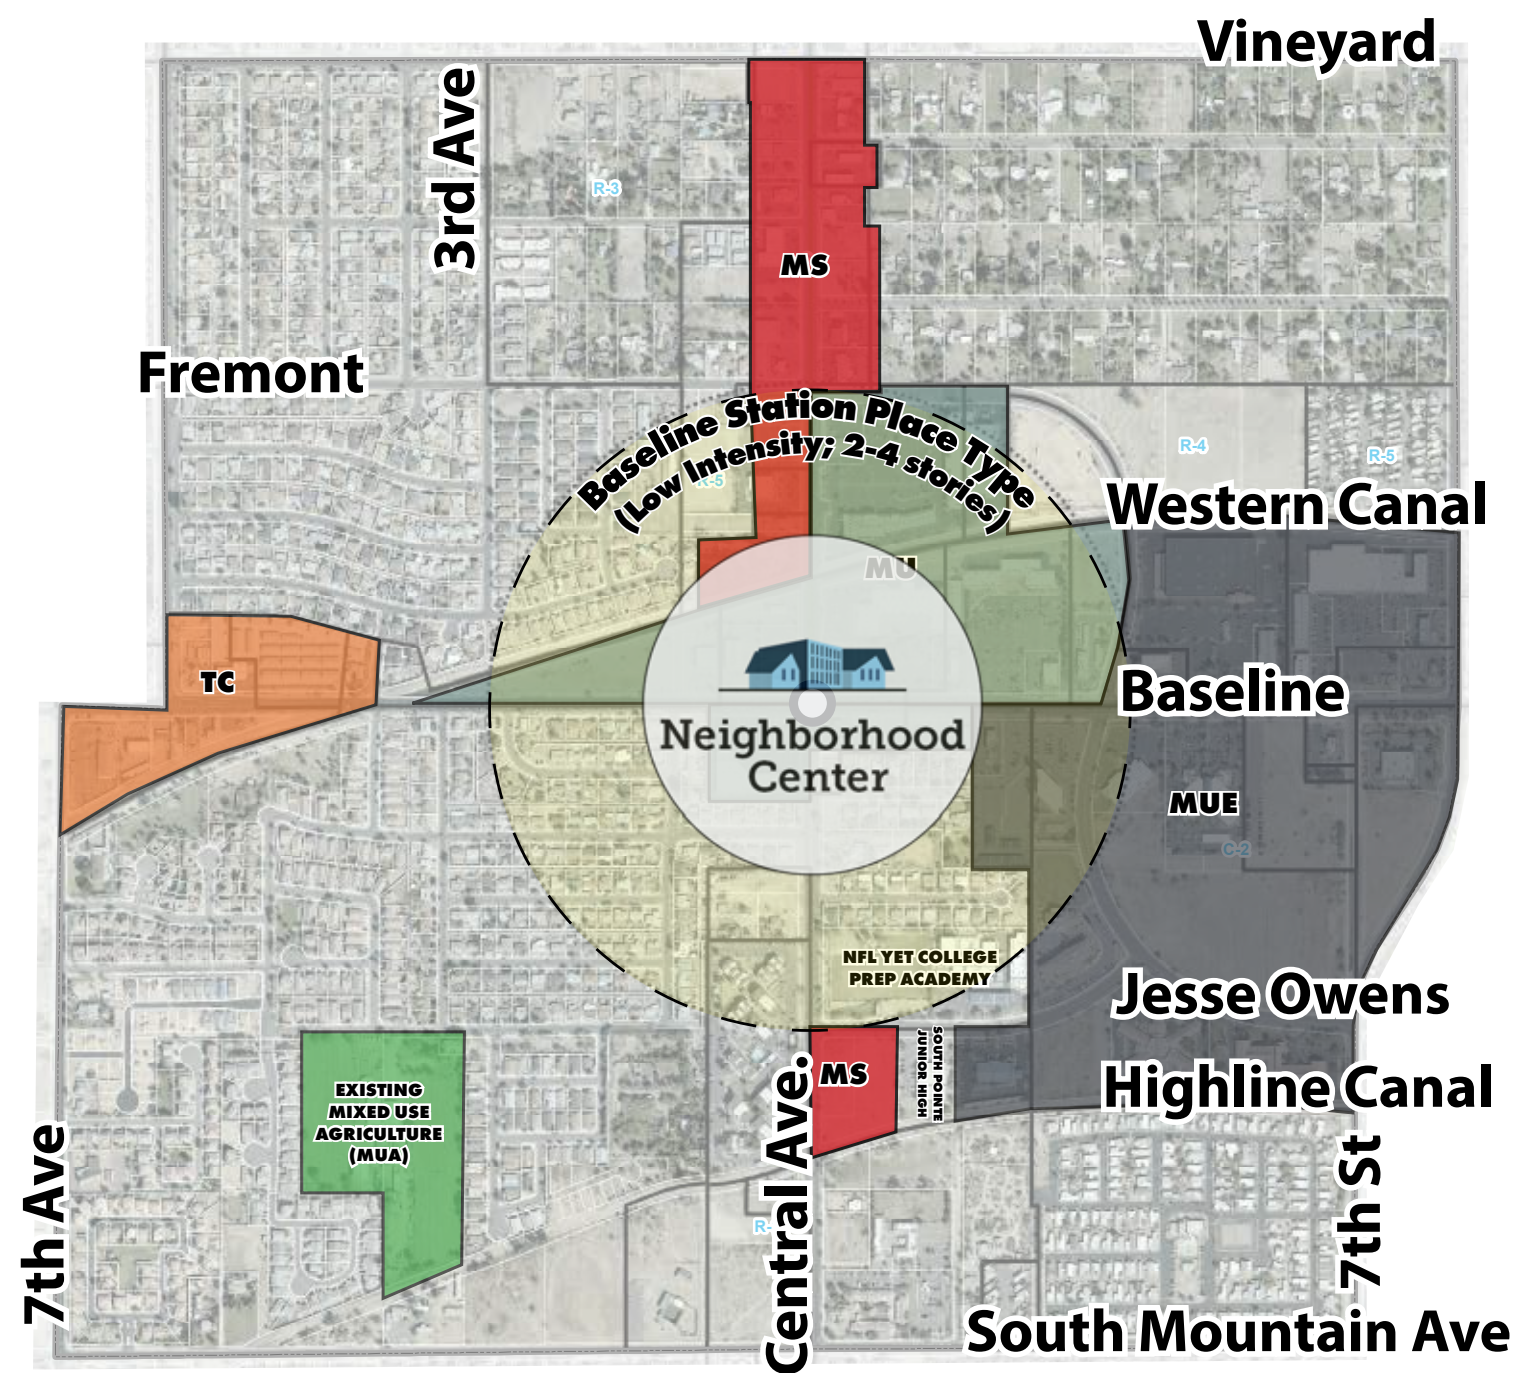 Vineyard
3rd Ave
R-3
MS
Fremont
Baseline Station Place Type
(Low Intensity; 2-4 stories)
R-4
R-5
R-5
Western Canal
MU
TC
Baseline
Neighborhood
Center
MUE
C-2
NFL YET COLLEGE
PREP ACADEMY
Jesse Owens
MS
SOUTH POINTE
JUNIOR HIGH
Highline Canal
EXISTING
MIXED USE
AGRICULTURE
(MUA)
7th Ave
Central Ave.
7th St
South Mountain Ave